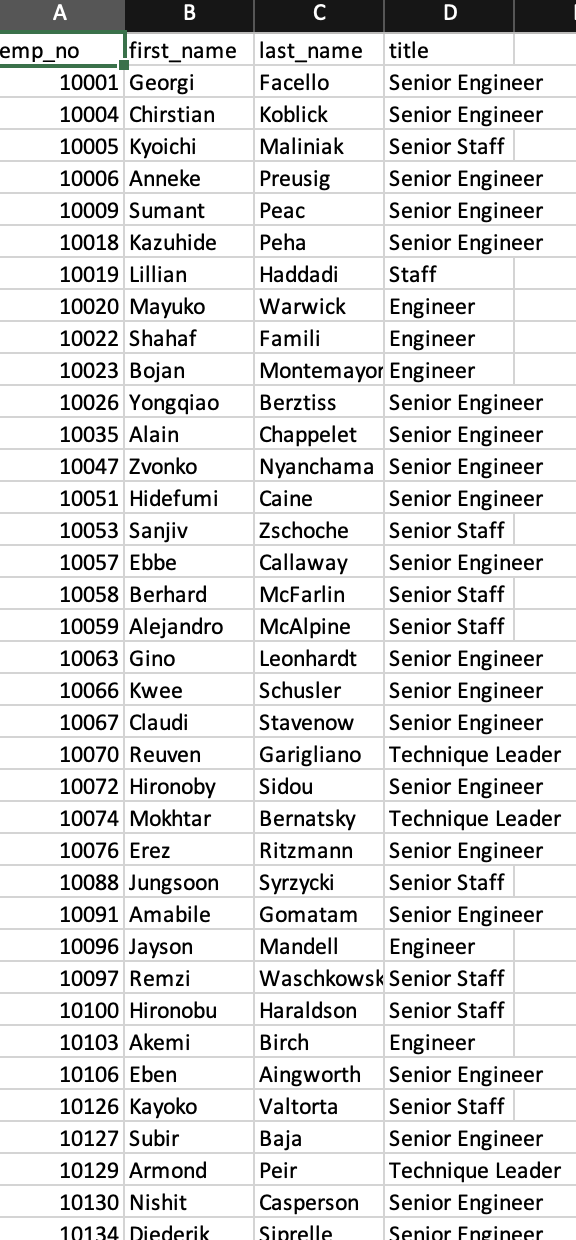 A B C D
emp_no first_name last_name title
10001 Georgi Facello Senior Engineer
10004 Chirstian Koblick Senior Engineer
10005 Kyoichi Maliniak Senior Staff
10006 Anneke Preusig Senior Engineer
10009 Sumant Peac Senior Engineer
10018 Kazuhide Peha Senior Engineer
10019 Lillian Haddadi Staff
10020 Mayuko Warwick Engineer
10022 Shahaf Famili Engineer
10023 Bojan Montemayor Engineer
10026 Yongqiao Berztiss Senior Engineer
10035 Alain Chappelet Senior Engineer
10047 Zvonko Nyanchama Senior Engineer
10051 Hidefumi Caine Senior Engineer
10053 Sanjiv Zschoche Senior Staff
10057 Ebbe Callaway Senior Engineer
10058 Berhard McFarlin Senior Staff
10059 Alejandro McAlpine Senior Staff
10063 Gino Leonhardt Senior Engineer
10066 Kwee Schusler Senior Engineer
10067 Claudi Stavenow Senior Engineer
10070 Reuven Garigliano Technique Leader
10072 Hironoby Sidou Senior Engineer
10074 Mokhtar Bernatsky Technique Leader
10076 Erez Ritzmann Senior Engineer
10088 Jungsoon Syrzycki Senior Staff
10091 Amabile Gomatam Senior Engineer
10096 Jayson Mandell Engineer
10097 Remzi Waschkowsk Senior Staff
10100 Hironobu Haraldson Senior Staff
10103 Akemi Birch Engineer
10106 Eben Aingworth Senior Engineer
10126 Kayoko Valtorta Senior Staff
10127 Subir Baja Senior Engineer
10129 Armond Peir Technique Leader
10130 Nishit Casperson Senior Engineer
10134 Diederik Siprelle Senior Engineer